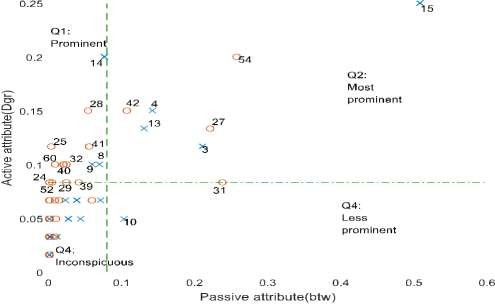 0.25
15
Q1:
Prominent
0.2
14
54
Q2:
Most
prominent
Active attribute(Dgr)
0.15
28
42
4
13
27
25
41
3
60
32
8
0.1
40
9
24
29
39
31
52
0.05
10
Q4:
Less
prominent
Q4;
Inconspicuous
0
0
0.1
0.2
0.3
0.4
0.5
0.6
Passive attribute(btw)